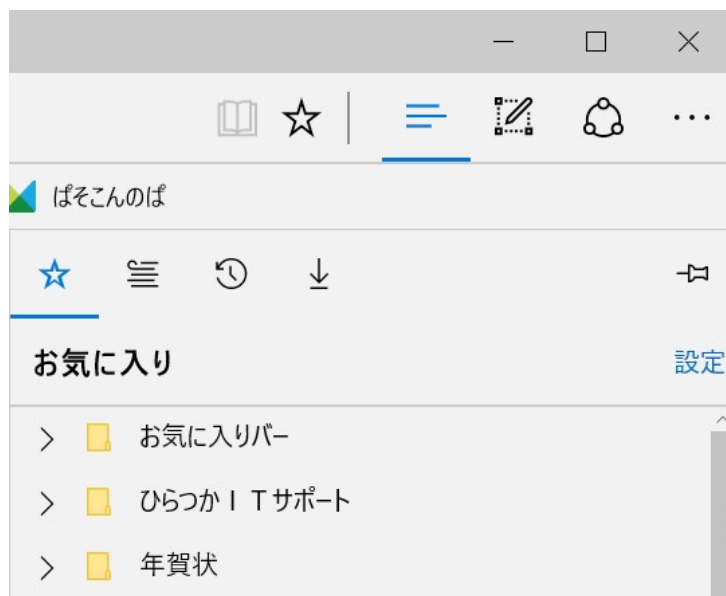 ぱそこんのぱ
お気に入り
設定
お気に入りバー
ひらつかＩＴサポート
年賀状